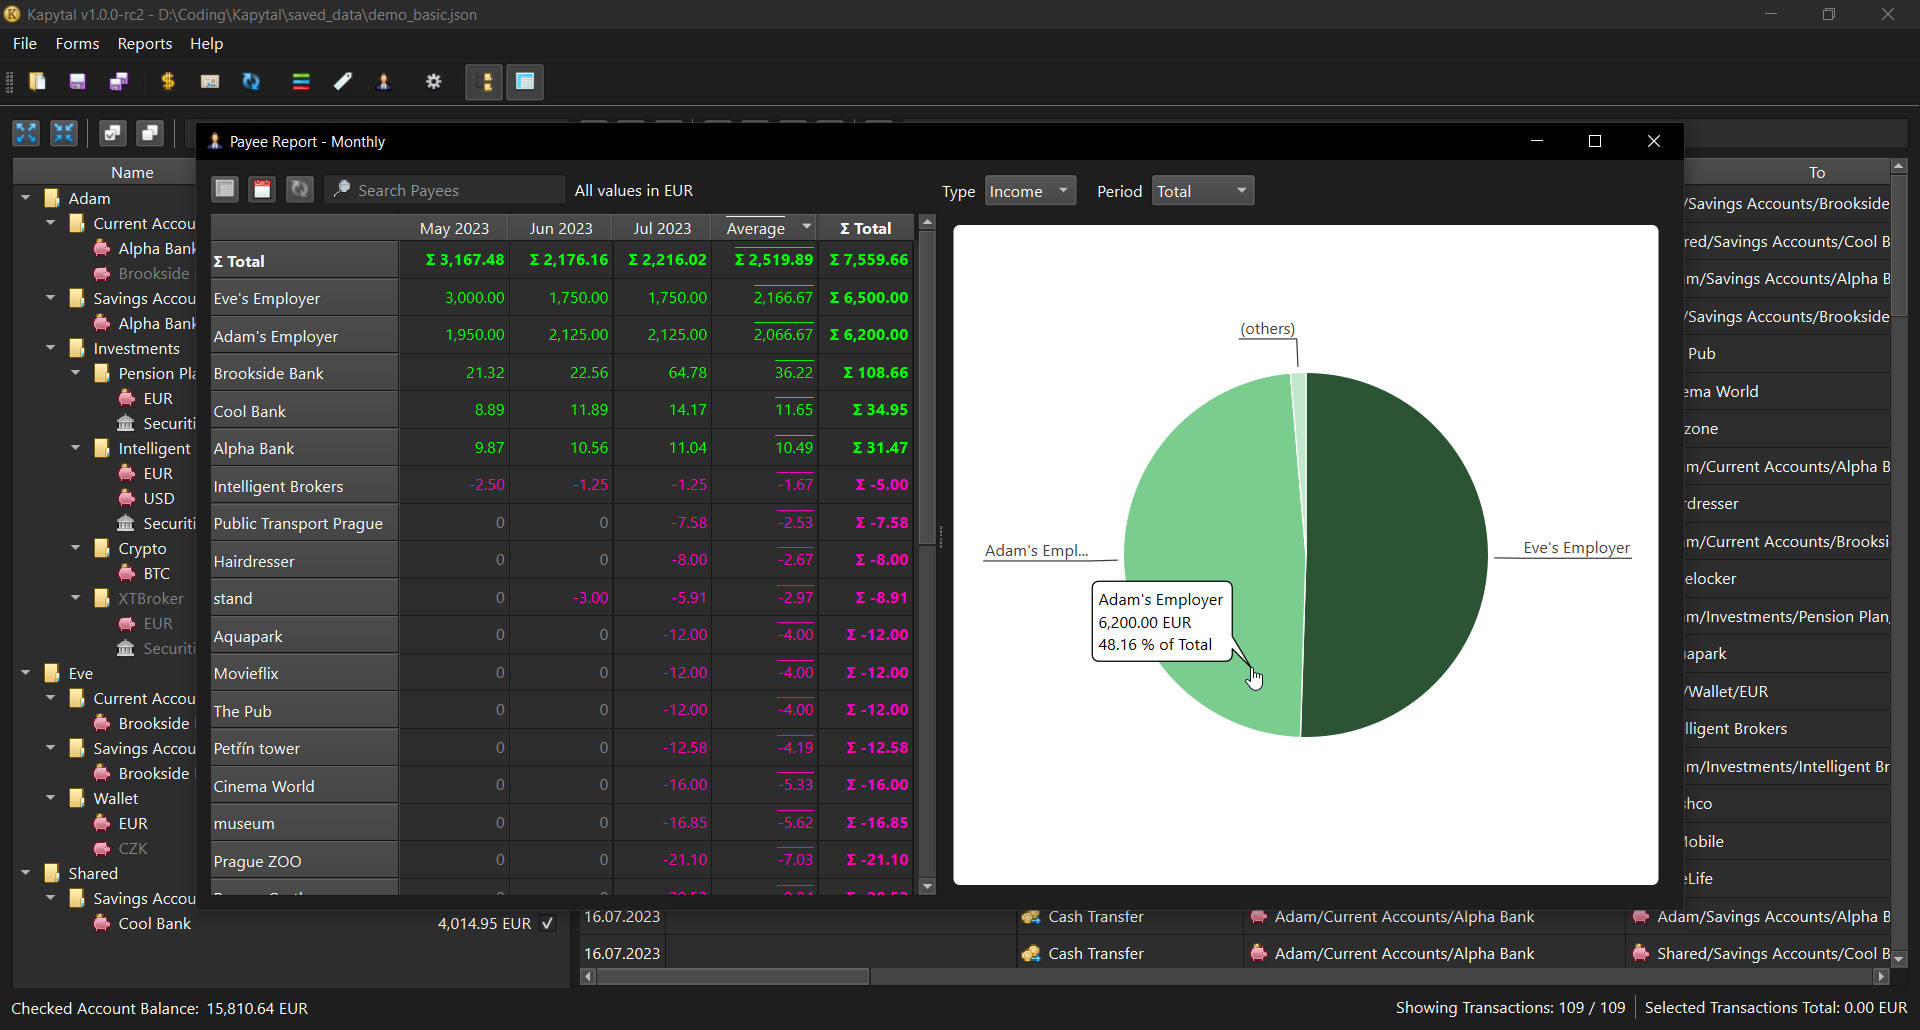 Kapytal v1.0.0-rc2 - D:\Coding\Kapytal\saved_data\demo_basic.json
File Forms Reports Help
Payee Report - Monthly
Search Payees All values in EUR Type Income Period Total
Name
Adam
Current Accou
Alpha Bank
Brookside
Savings Accou
Alpha Bank
Investments
Pension Pla
EUR
Securiti
Intelligent
EUR
USD
Securiti
Crypto
BTC
XTBroker
EUR
Securiti
Eve
Current Accou
Brookside
Savings Accou
Brookside
Wallet
EUR
CZK
Shared
Savings Accou
Cool Bank 4,014.95 EUR
May 2023 Jun 2023 Jul 2023 Average Σ Total
Σ Total Σ 3,167.48 Σ 2,176.16 Σ 2,216.02 Σ 2,519.89 Σ 7,559.66
Eve's Employer 3,000.00 1,750.00 1,750.00 2,166.67 Σ 6,500.00
Adam's Employer 1,950.00 2,125.00 2,125.00 2,066.67 Σ 6,200.00
Brookside Bank 21.32 22.56 64.78 36.22 Σ 108.66
Cool Bank 8.89 11.89 14.17 11.65 Σ 34.95
Alpha Bank 9.87 10.56 11.04 10.49 Σ 31.47
Intelligent Brokers -2.50 -1.25 -1.25 -1.67 Σ -5.00
Public Transport Prague 0 0 -7.58 -2.53 Σ -7.58
Hairdresser 0 0 -8.00 -2.67 Σ -8.00
stand 0 -3.00 -5.91 -2.97 Σ -8.91
Aquapark 0 0 -12.00 -4.00 Σ -12.00
Movieflix 0 0 -12.00 -4.00 Σ -12.00
The Pub 0 0 -12.00 -4.00 Σ -12.00
Petřín tower 0 0 -12.58 -4.19 Σ -12.58
Cinema World 0 0 -16.00 -5.33 Σ -16.00
museum 0 0 -16.85 -5.62 Σ -16.85
Prague ZOO 0 0 -21.10 -7.03 Σ -21.10
(others)
Adam's Empl...
Eve's Employer
Adam's Employer
6,200.00 EUR
48.16 % of Total
To
/Savings Accounts/Brookside
red/Savings Accounts/Cool B
m/Savings Accounts/Alpha B
/Savings Accounts/Brookside
Pub
ema World
zone
m/Current Accounts/Alpha B
rdresser
m/Current Accounts/Brooksi
elocker
m/Investments/Pension Plan,
apark
/Wallet/EUR
lligent Brokers
m/Investments/Intelligent Br
hco
Mobile
eLife
16.07.2023 Cash Transfer Adam/Current Accounts/Alpha Bank Adam/Savings Accounts/Alpha B
16.07.2023 Cash Transfer Adam/Current Accounts/Alpha Bank Shared/Savings Accounts/Cool B
Checked Account Balance: 15,810.64 EUR
Showing Transactions: 109 / 109 Selected Transactions Total: 0.00 EUR